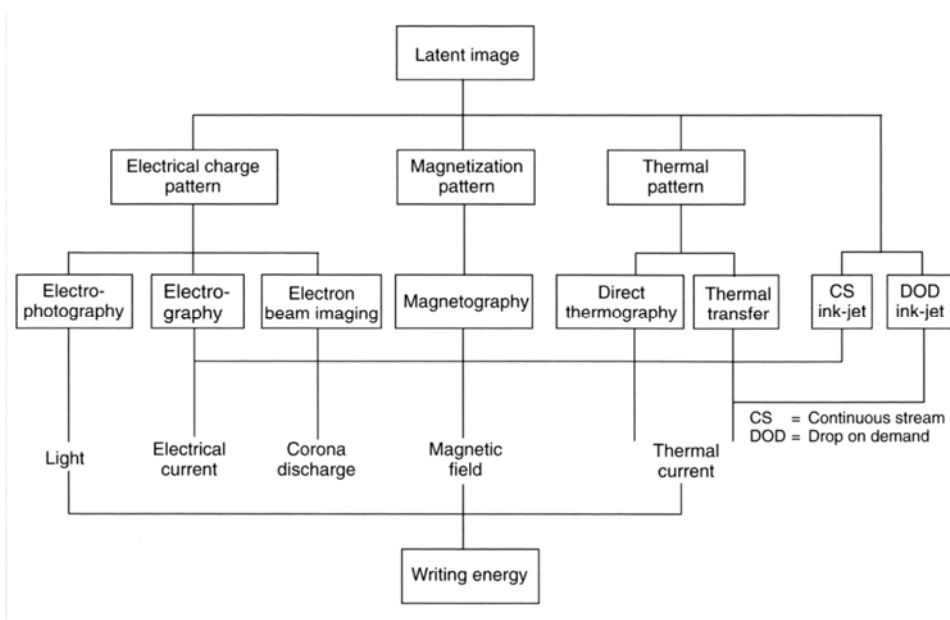 Latent image
Electrical charge
pattern
Magnetization
pattern
Thermal
pattern
Electro-
photography
Electro-
graphy
Electron
beam imaging
Magnetography
Direct
thermography
Thermal
transfer
CS
ink-jet
DOD
ink-jet
CS = Continuous stream
DOD = Drop on demand
Light
Electrical
current
Corona
discharge
Magnetic
field
Thermal
current
Writing energy